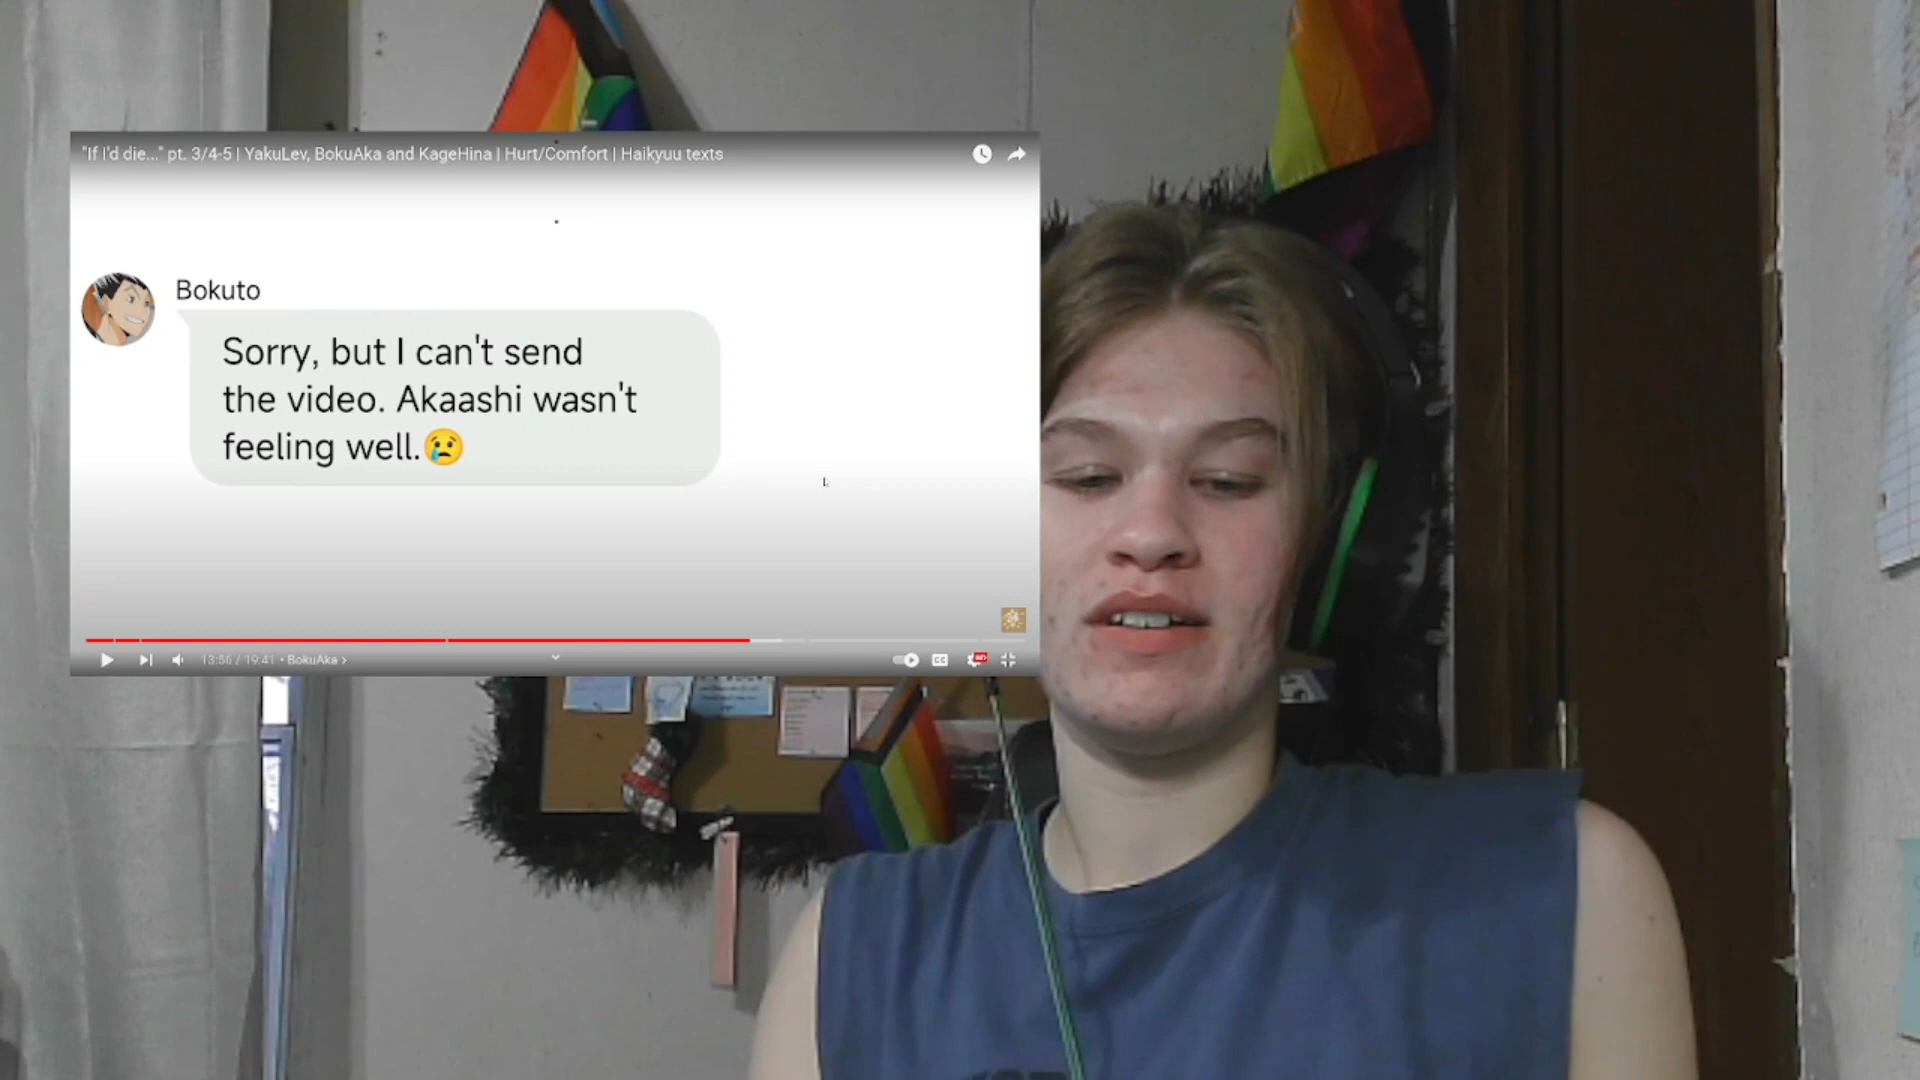 "If I'd die..." pt. 3/4-5 | YakuLev, BokuAka and KageHina | Hurt/Comfort | Haikyuu texts
Bokuto
Sorry, but I can't send
the video. Akaashi wasn't
feeling well.😢
13:56 / 19:41 • BokuAka >
CC